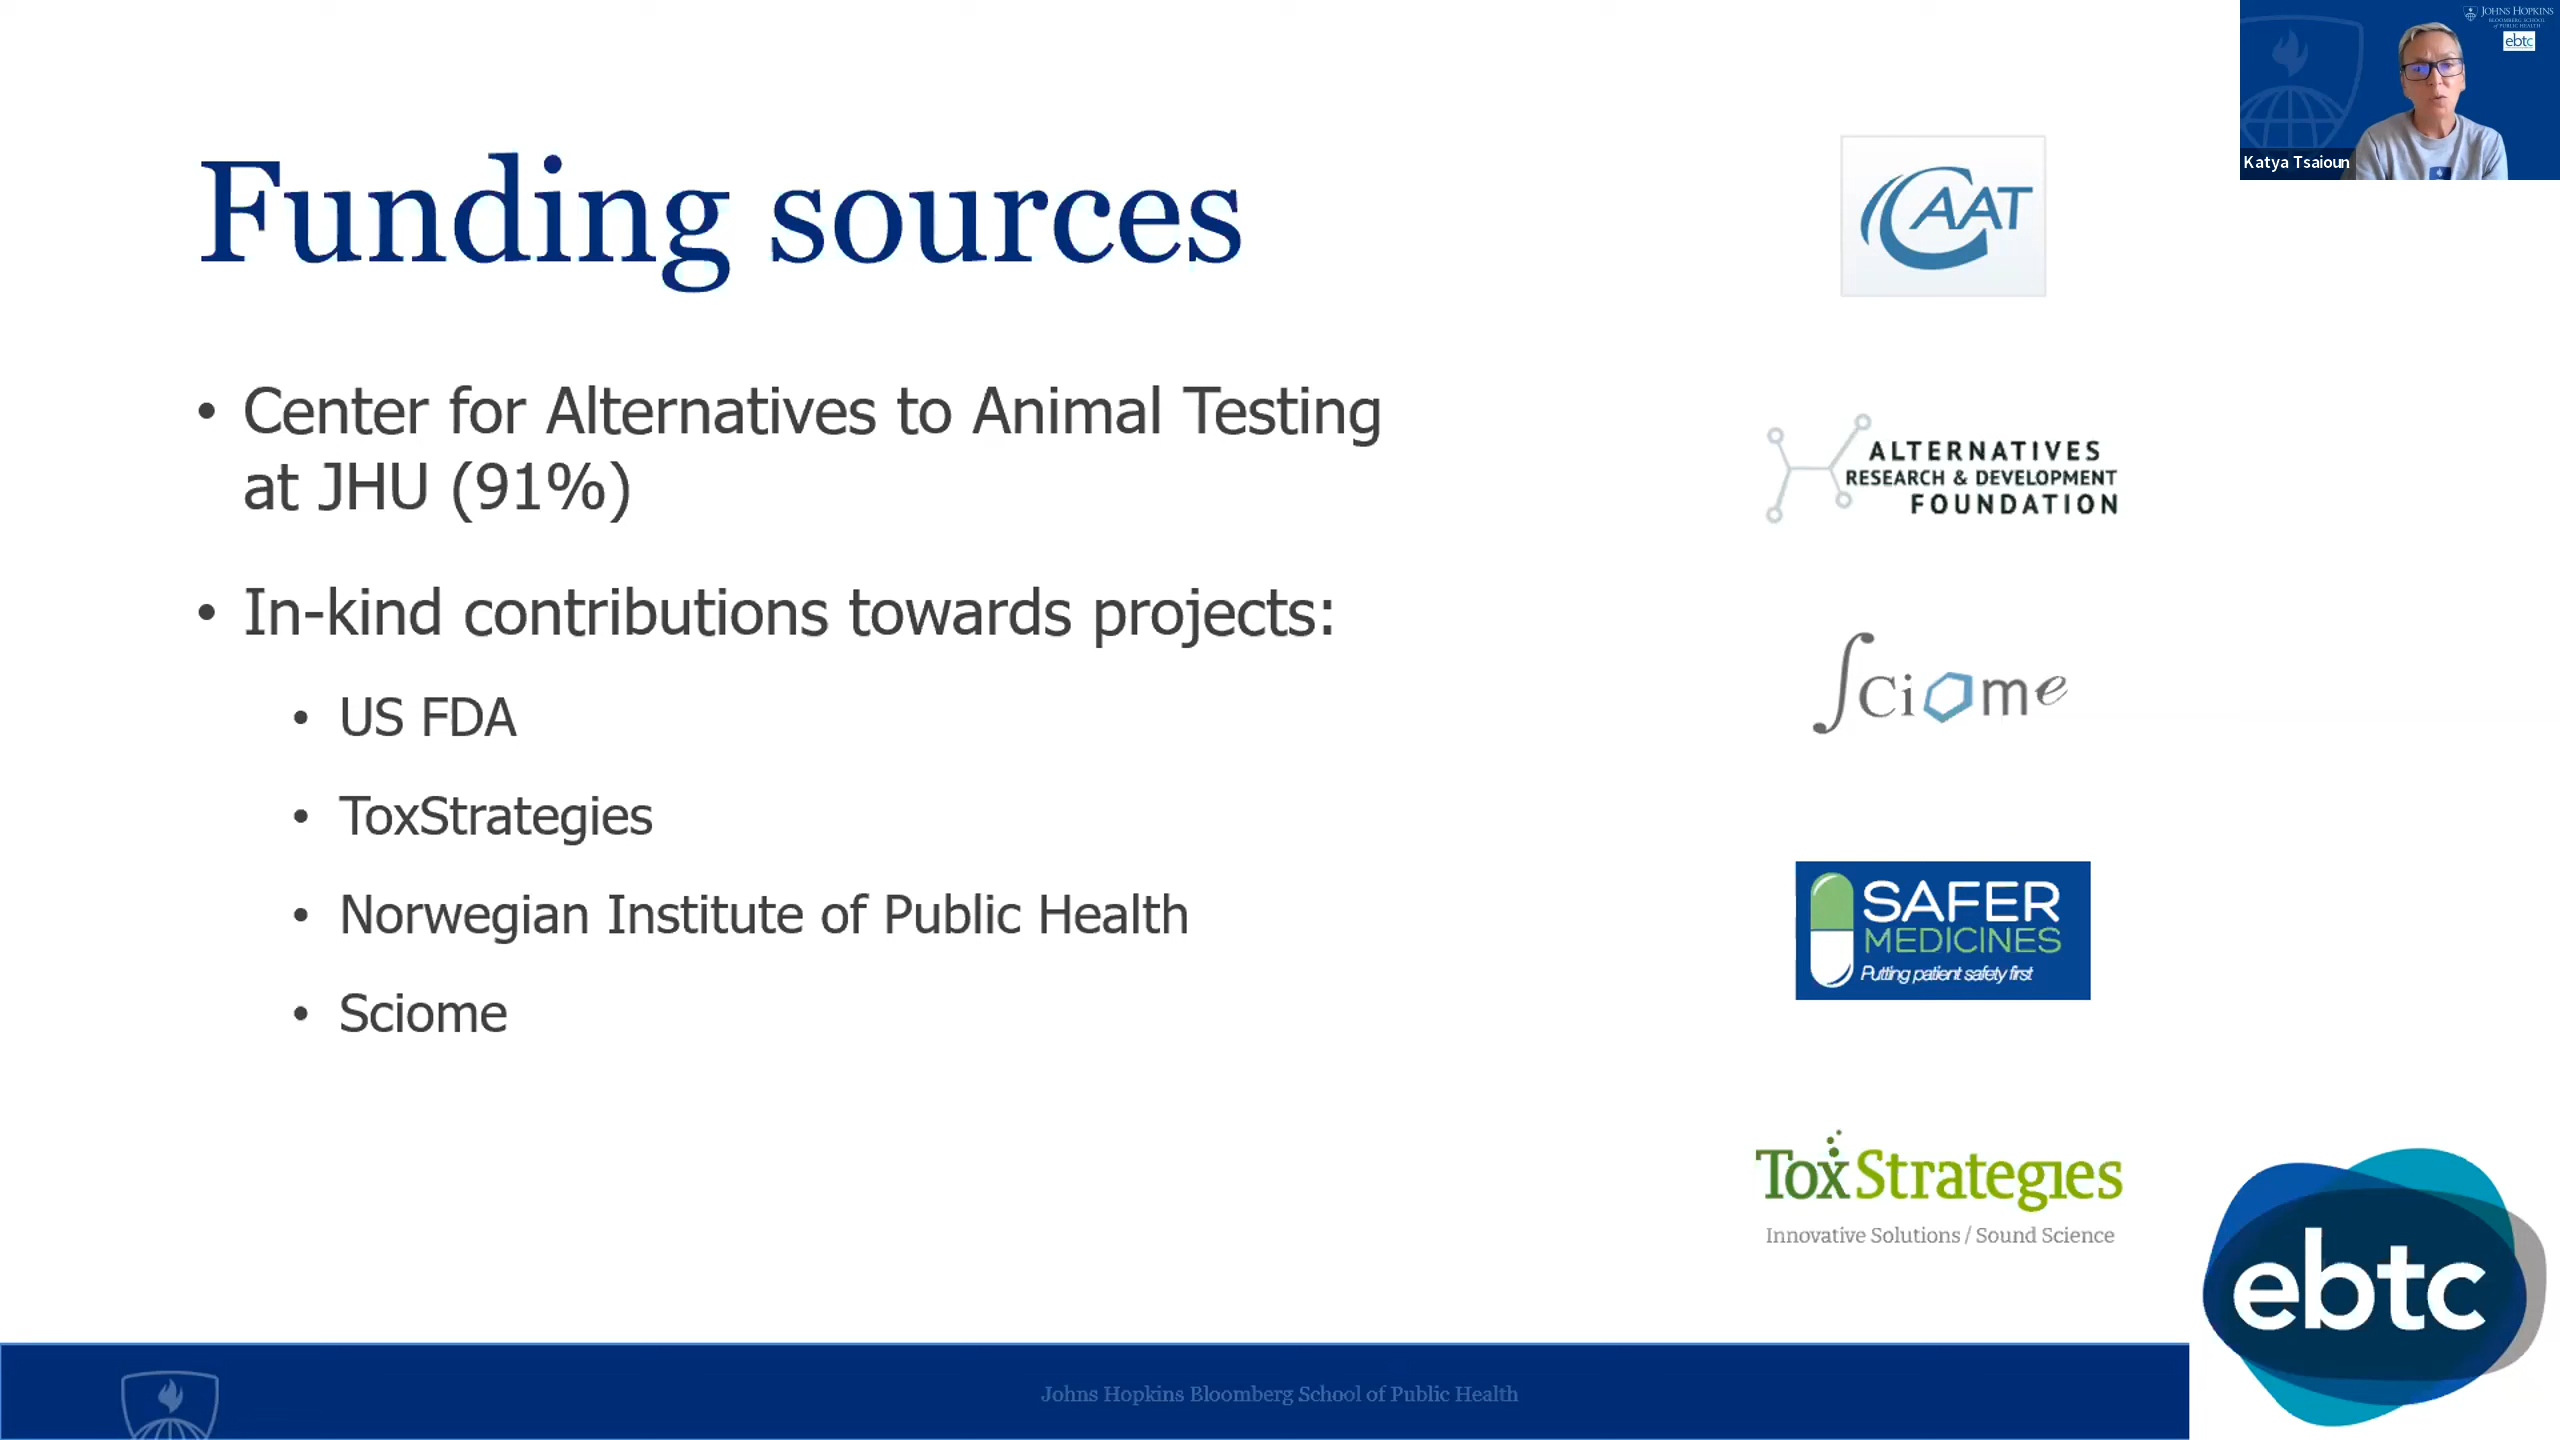 Funding sources
• Center for Alternatives to Animal Testing
at JHU (91%)
• In-kind contributions towards projects:
• US FDA
• ToxStrategies
• Norwegian Institute of Public Health
• Sciome
CAAT
ALTERNATIVES
RESEARCH & DEVELOPMENT
FOUNDATION
Sciome
SAFER
MEDICINES
Putting patient safety first
ToxStrategies
Innovative Solutions / Sound Science
JOHNS HOPKINS
BLOOMBERG SCHOOL
of PUBLIC HEALTH
ebtc
Katya Tsaioun
ebtc
Johns Hopkins Bloomberg School of Public Health